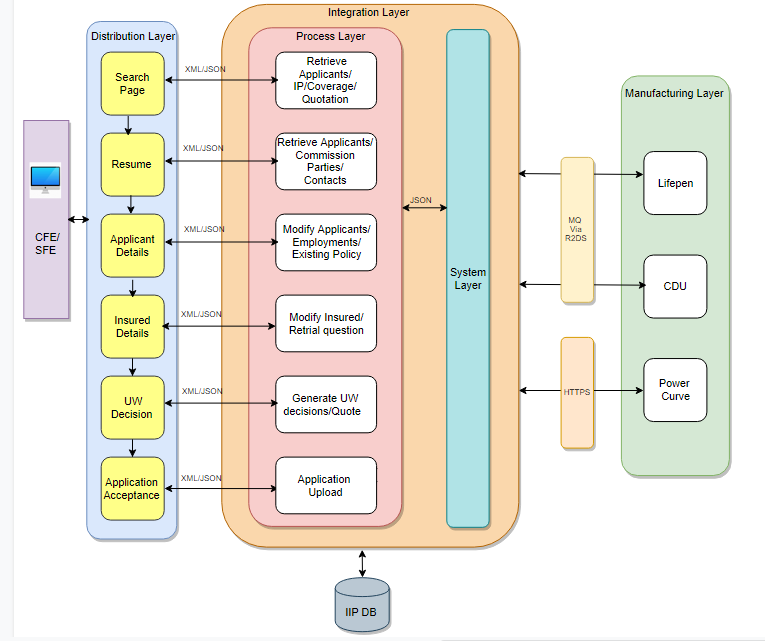 Integration Layer
Distribution Layer
Process Layer
Search
Page
XML/JSON
Retrieve
Applicants/
IP/Coverage/
Quotation
Manufacturing Layer
Resume
XML/JSON
Retrieve Applicants/
Commission
Parties/
Contacts
Lifepen
CFE/
SFE
Applicant
Details
XML/JSON
Modify Applicants/
Employments/
Existing Policy
JSON
System
Layer
MQ
Via
R2DS
CDU
Insured
Details
XML/JSON
Modify Insured/
Retrial question
UW
Decision
XML/JSON
Generate UW
decisions/Quote
HTTPS
Power
Curve
Application
Acceptance
XML/JSON
Application
Upload
IIP DB